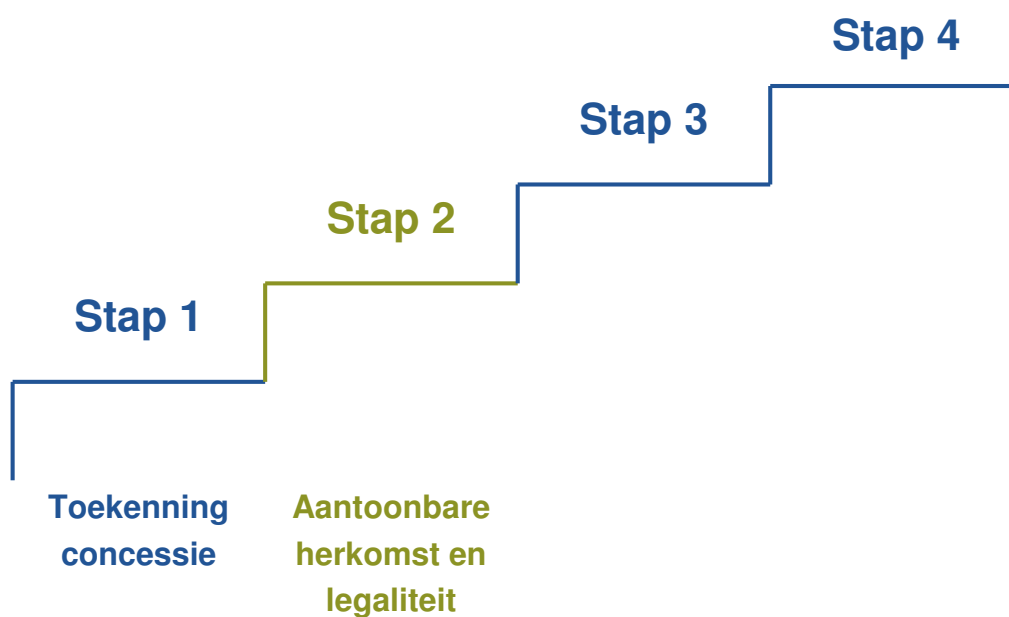 Stap 4
Stap 3
Stap 2
Stap 1
Toekenning
concessie
Aantoonbare
herkomst en
legaliteit